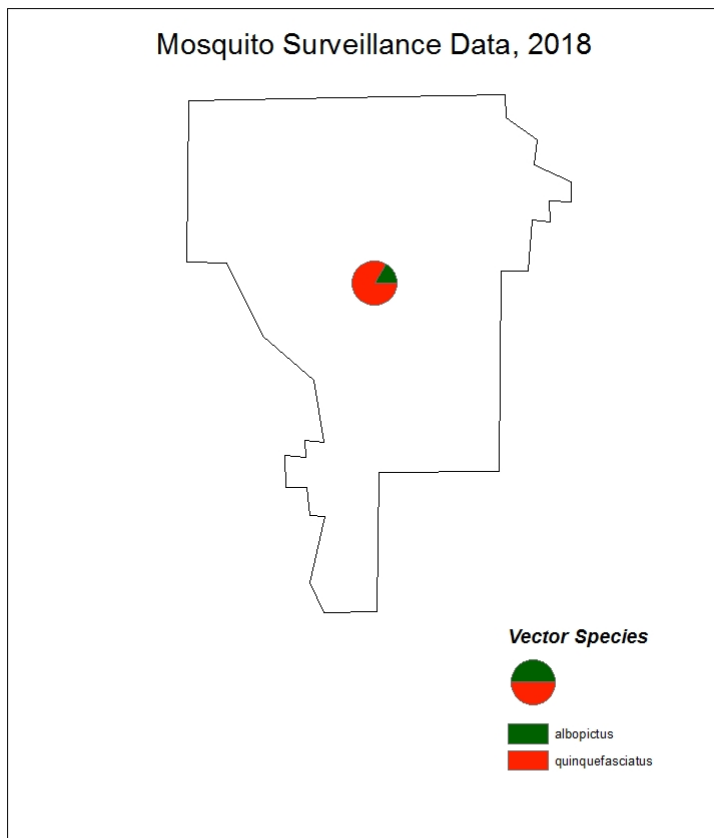 Mosquito Surveillance Data, 2018
Vector Species
albopictus
quinquefasciatus